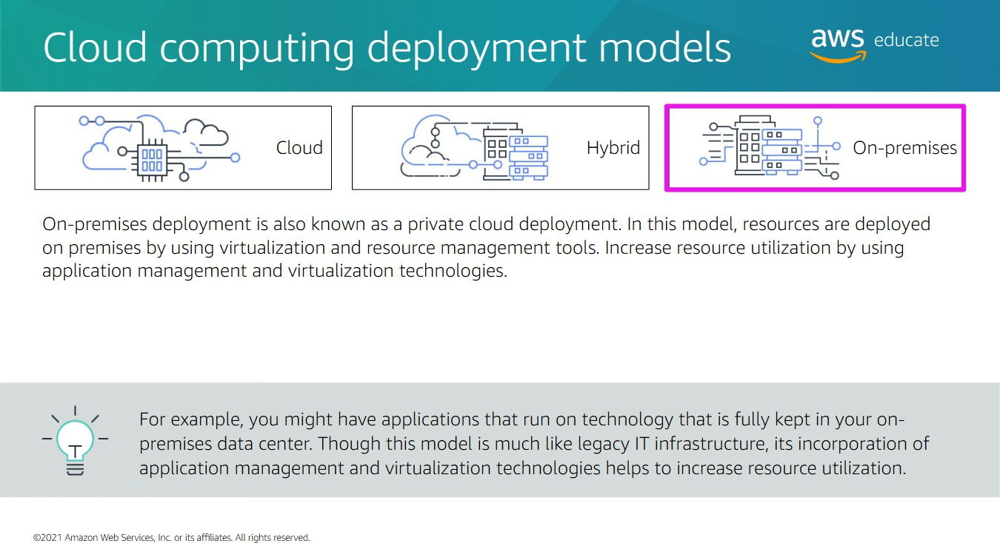 Cloud computing deployment models
aws educate
Cloud
Hybrid
On-premises
On-premises deployment is also known as a private cloud deployment. In this model, resources are deployed
on premises by using virtualization and resource management tools. Increase resource utilization by using
application management and virtualization technologies.
For example, you might have applications that run on technology that is fully kept in your on-
premises data center. Though this model is much like legacy IT infrastructure, its incorporation of
application management and virtualization technologies helps to increase resource utilization.
©2021 Amazon Web Services, Inc. or its affiliates. All rights reserved.